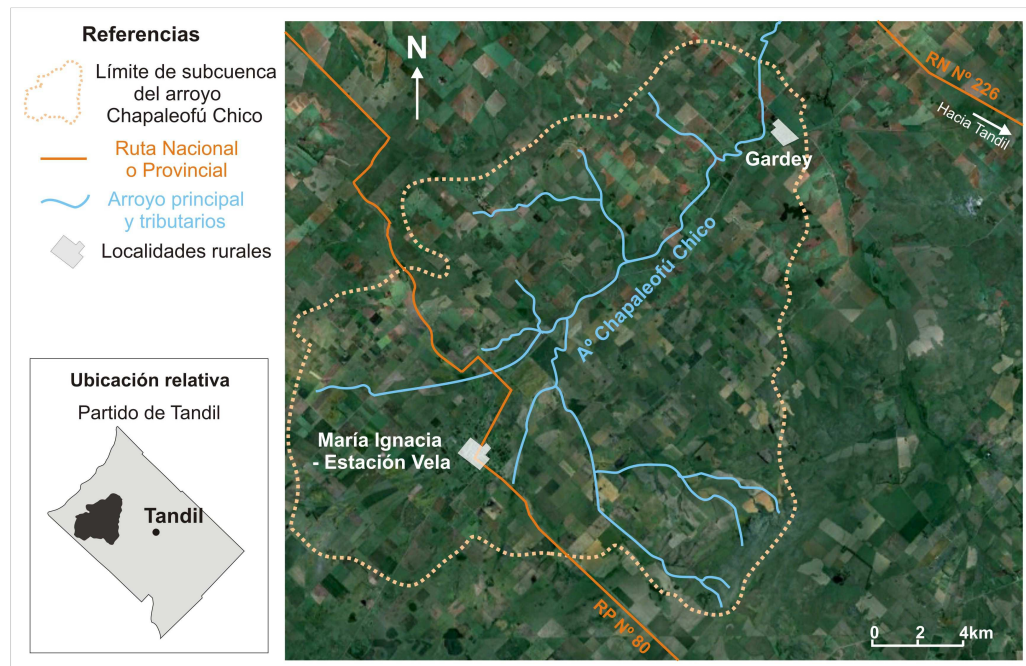 Referencias
Límite de subcuenca
del arroyo
Chapaleofú Chico
Ruta Nacional
o Provincial
Arroyo principal
y tributarios
Localidades rurales
Ubicación relativa
Partido de Tandil
Tandil
N
RN Nº 226
Hacia Tandil
Gardey
Aº Chapaleofú Chico
María Ignacia
- Estación Vela
RP Nº 80
0 2 4km